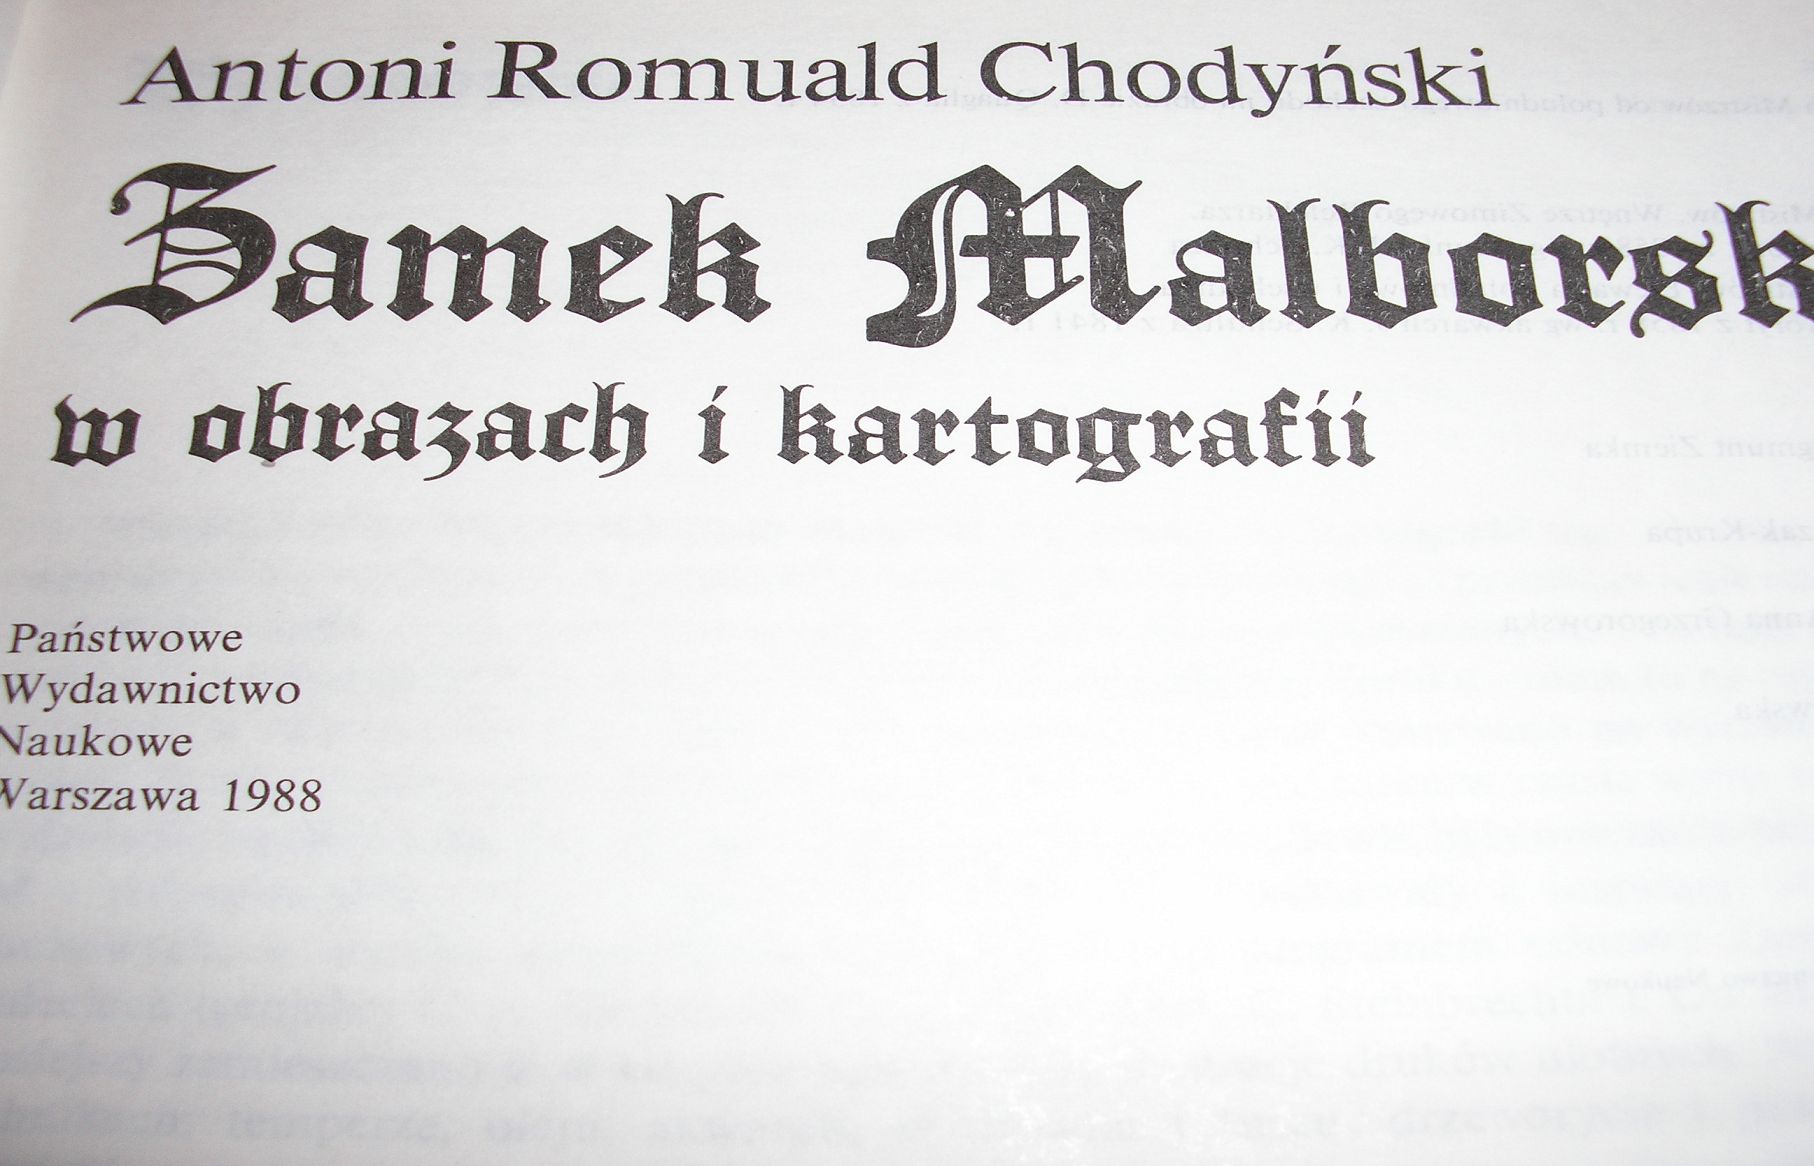 Antoni Romuald Chodyński
Zamek Malborsk
w obrazach i kartografii
Państwowe
Wydawnictwo
Naukowe
Warszawa 1988